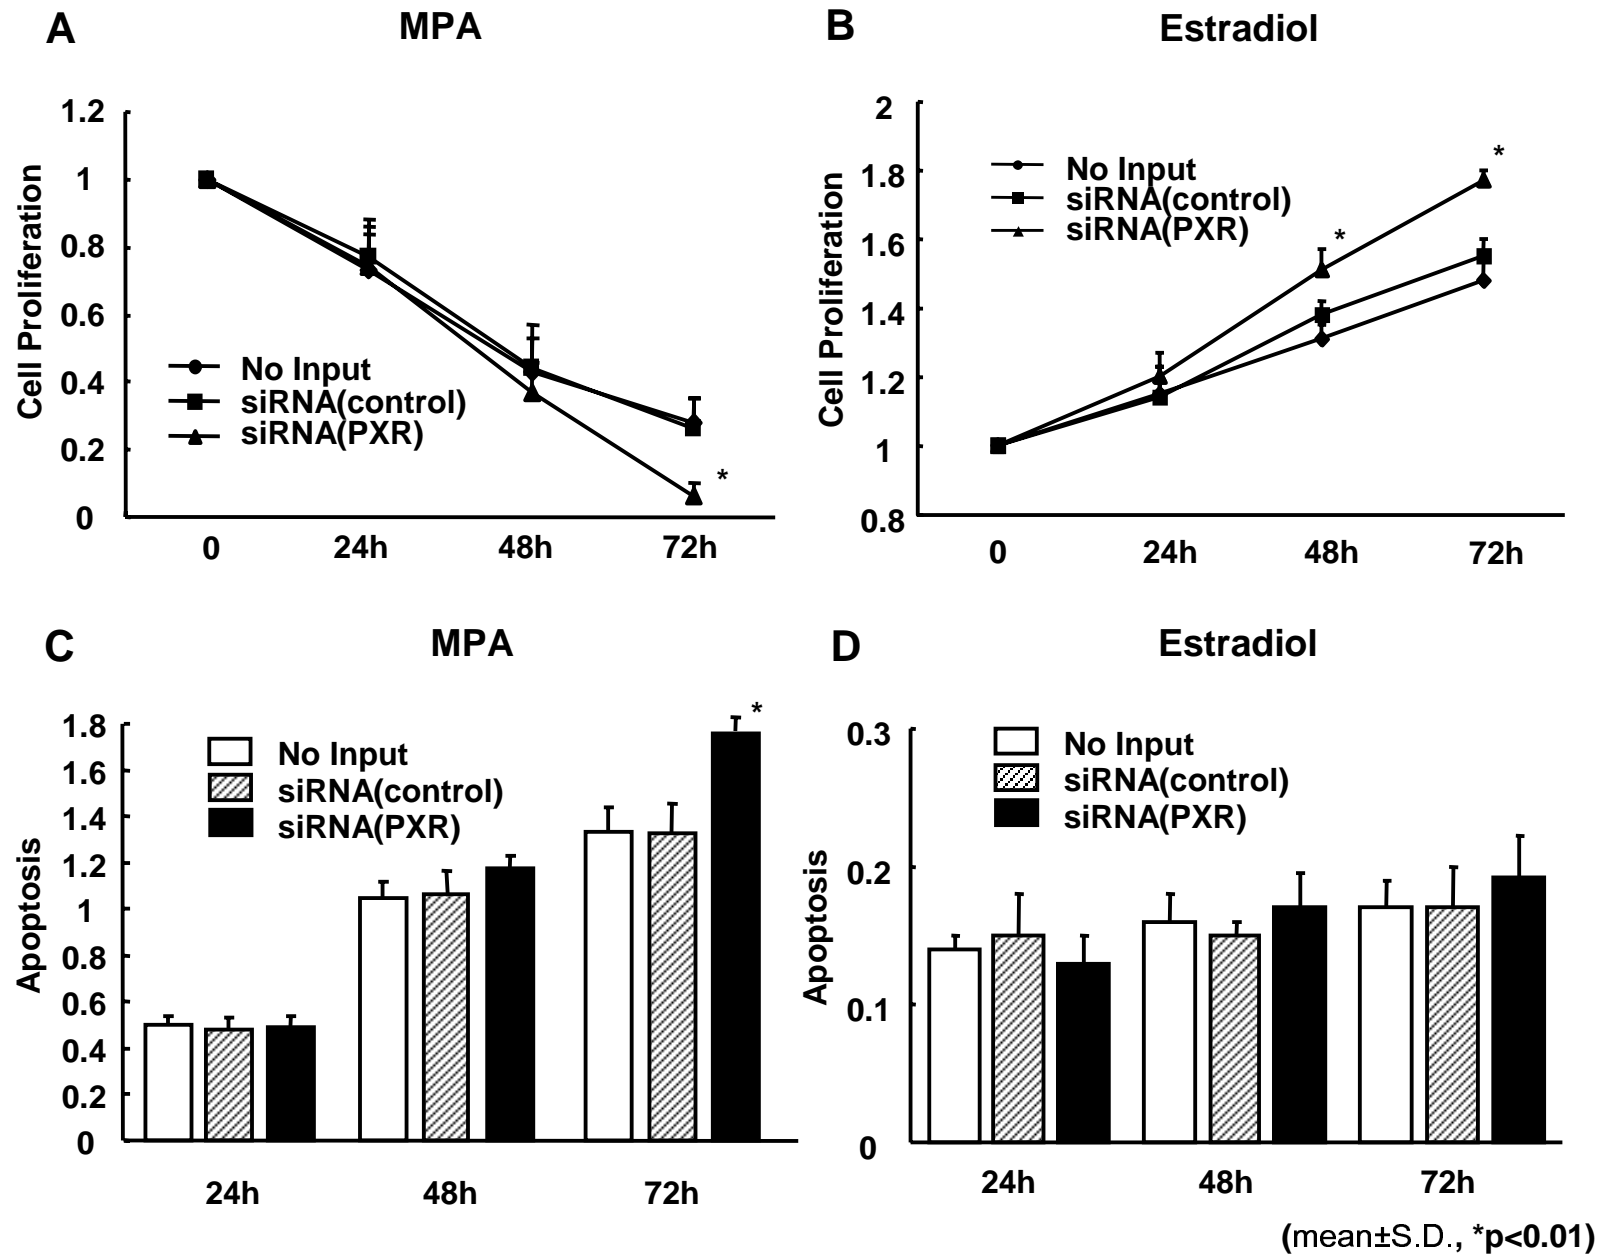 A
MPA
Cell Proliferation
1.2
1
0.8
0.6
0.4
0.2
0
No Input
siRNA(control)
siRNA(PXR)
*
0 24h 48h 72h
B
Estradiol
Cell Proliferation
2
1.8
1.6
1.4
1.2
1
0.8
No Input
siRNA(control)
siRNA(PXR)
*
*
0 24h 48h 72h
C
MPA
Apoptosis
1.8
1.6
1.4
1.2
1
0.8
0.6
0.4
0.2
0
No Input
siRNA(control)
siRNA(PXR)
*
24h 48h 72h
D
Estradiol
Apoptosis
0.3
0.2
0.1
0
No Input
siRNA(control)
siRNA(PXR)
24h 48h 72h
(mean±S.D., *p<0.01)